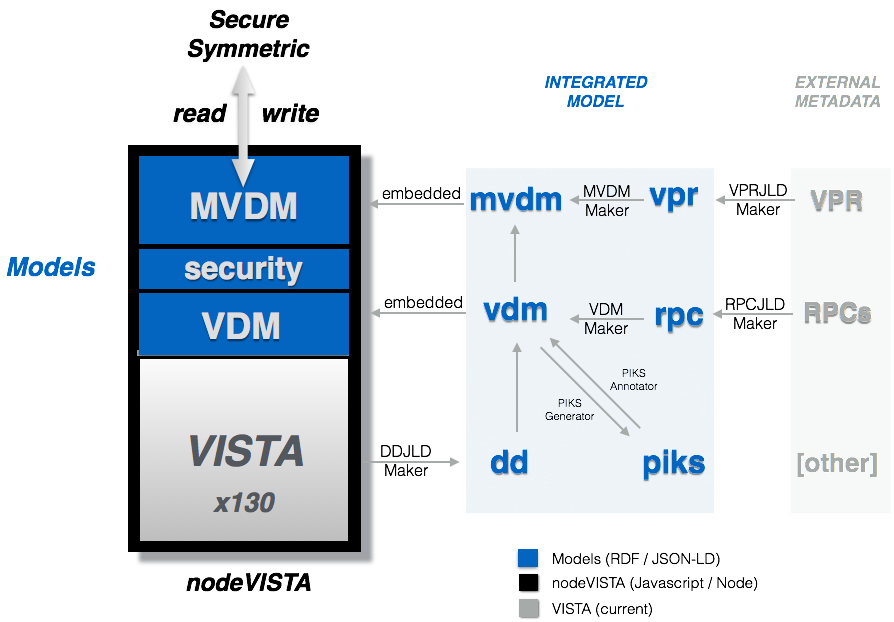 Secure
Symmetric
read
write
INTEGRATED
MODEL
EXTERNAL
METADATA
Models
MVDM
security
VDM
VISTA
x130
nodeVISTA
embedded
mvdm
MVDM
Maker
vpr
VPRJLD
Maker
VPR
embedded
vdm
VDM
Maker
rpc
RPCJLD
Maker
RPCs
PIKS
Annotator
PIKS
Generator
DDJLD
Maker
dd
piks
[other]
Models (RDF / JSON-LD)
nodeVISTA (Javascript / Node)
VISTA (current)